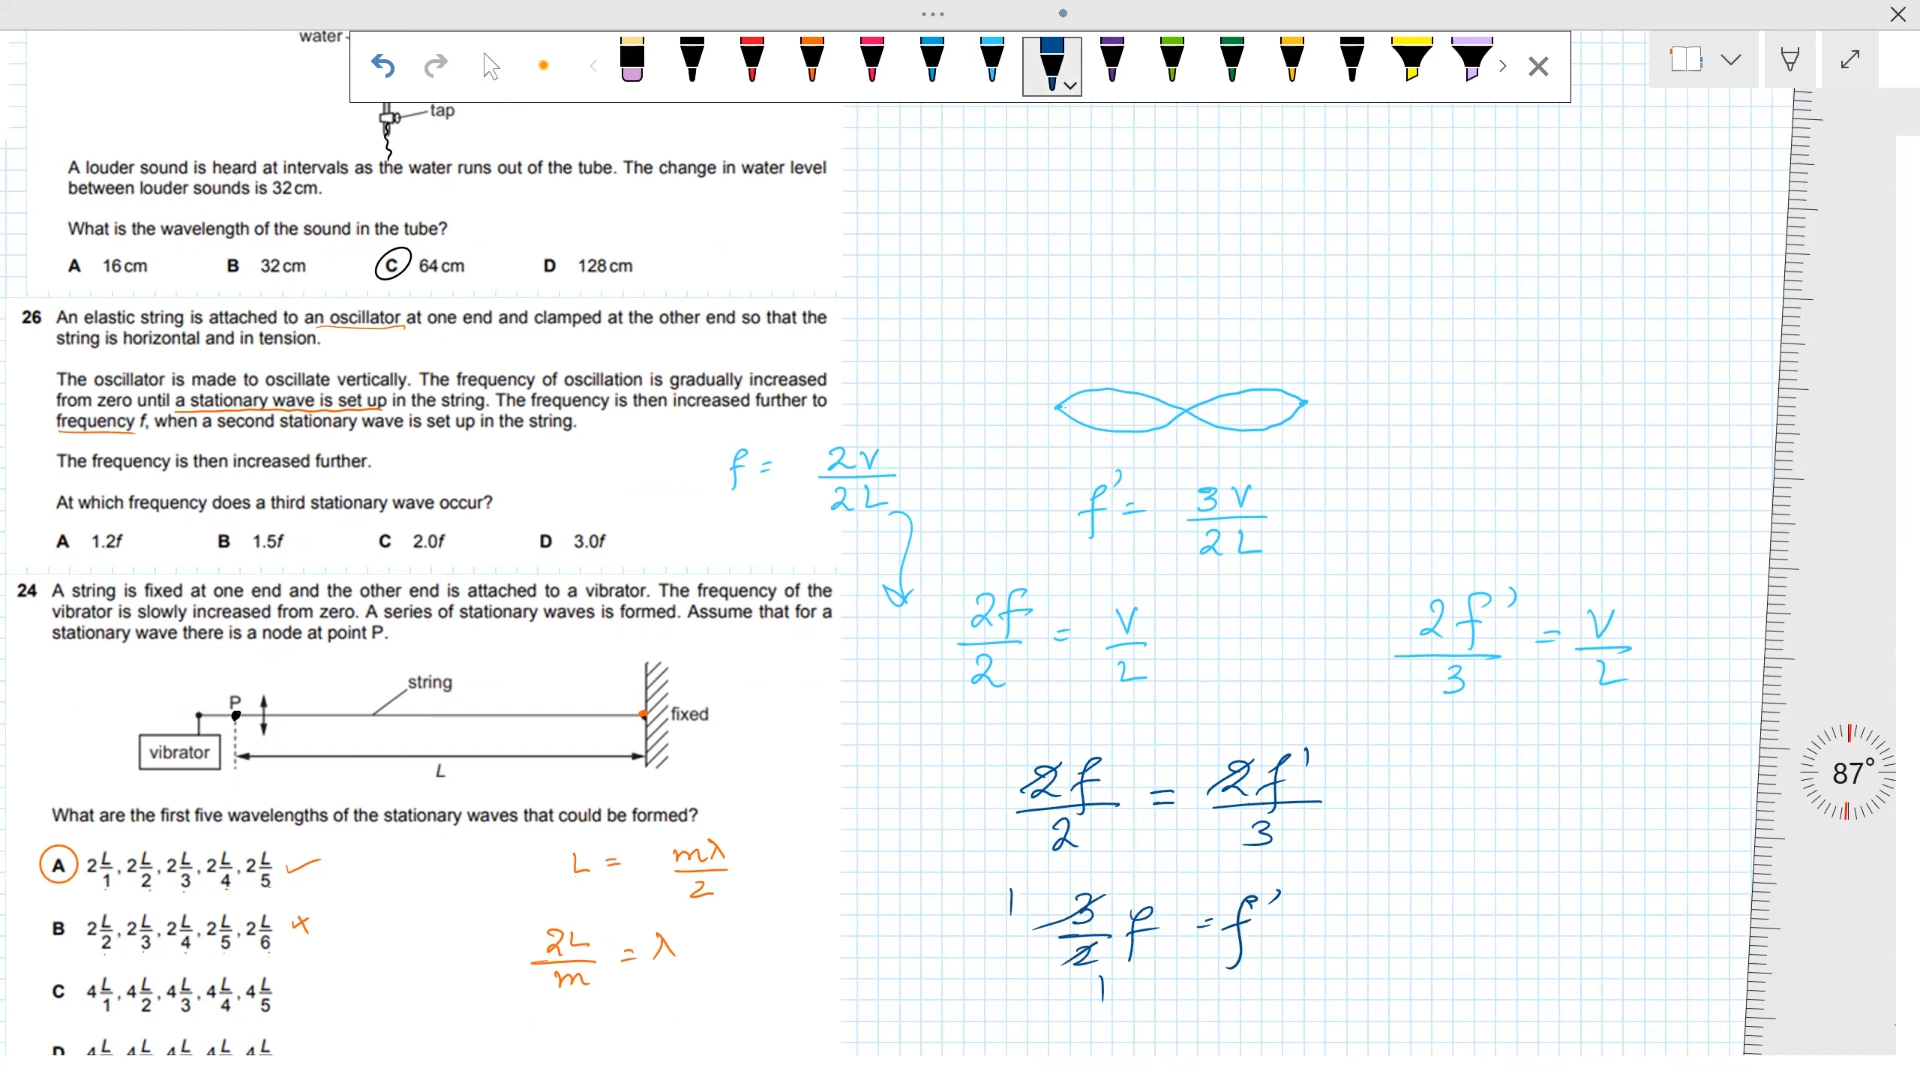 water
tap
A louder sound is heard at intervals as the water runs out of the tube. The change in water level
between louder sounds is 32 cm.
What is the wavelength of the sound in the tube?
A 16 cm B 32 cm C 64 cm D 128 cm
26 An elastic string is attached to an oscillator at one end and clamped at the other end so that the
string is horizontal and in tension.
The oscillator is made to oscillate vertically. The frequency of oscillation is gradually increased
from zero until a stationary wave is set up in the string. The frequency is then increased further to
frequency f, when a second stationary wave is set up in the string.
The frequency is then increased further.
At which frequency does a third stationary wave occur?
A 1.2f B 1.5f C 2.0f D 3.0f
f = 2V/2L
f' = 3V/2L
2f/2 = V/L
2f'/3 = V/L
2f/2 = 2f'/3
1 3/2 f = f'
1
24 A string is fixed at one end and the other end is attached to a vibrator. The frequency of the
vibrator is slowly increased from zero. A series of stationary waves is formed. Assume that for a
stationary wave there is a node at point P.
string
P
fixed
vibrator
L
What are the first five wavelengths of the stationary waves that could be formed?
A 2L/1, 2L/2, 2L/3, 2L/4, 2L/5
B 2L/2, 2L/3, 2L/4, 2L/5, 2L/6
C 4L/1, 4L/2, 4L/3, 4L/4, 4L/5
D 4L 4L 4L 4L 4L
L = mλ/2
2L/m = λ
87°